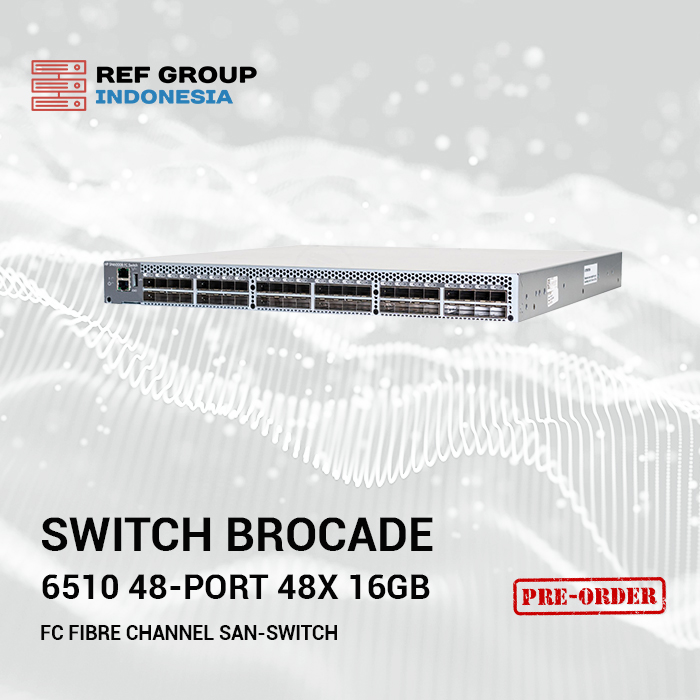 REF GROUP
INDONESIA
SWITCH BROCADE
6510 48-PORT 48X 16GB
FC FIBRE CHANNEL SAN-SWITCH
PRE-ORDER